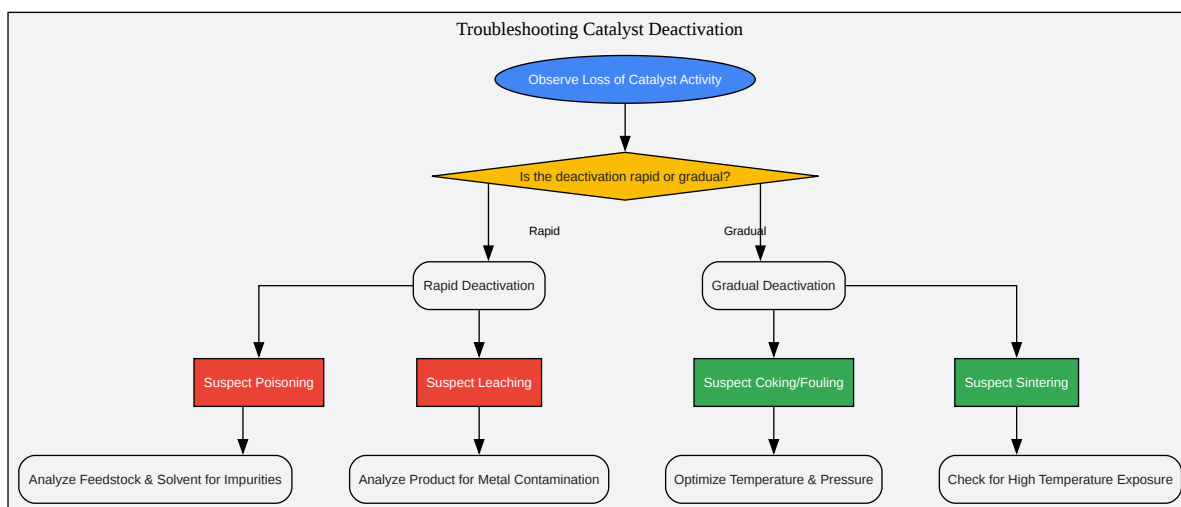 Troubleshooting Catalyst Deactivation
Observe Loss of Catalyst Activity
Is the deactivation rapid or gradual?
Rapid
Gradual
Rapid Deactivation
Gradual Deactivation
Suspect Poisoning
Suspect Leaching
Suspect Coking/Fouling
Suspect Sintering
Analyze Feedstock & Solvent for Impurities
Analyze Product for Metal Contamination
Optimize Temperature & Pressure
Check for High Temperature Exposure